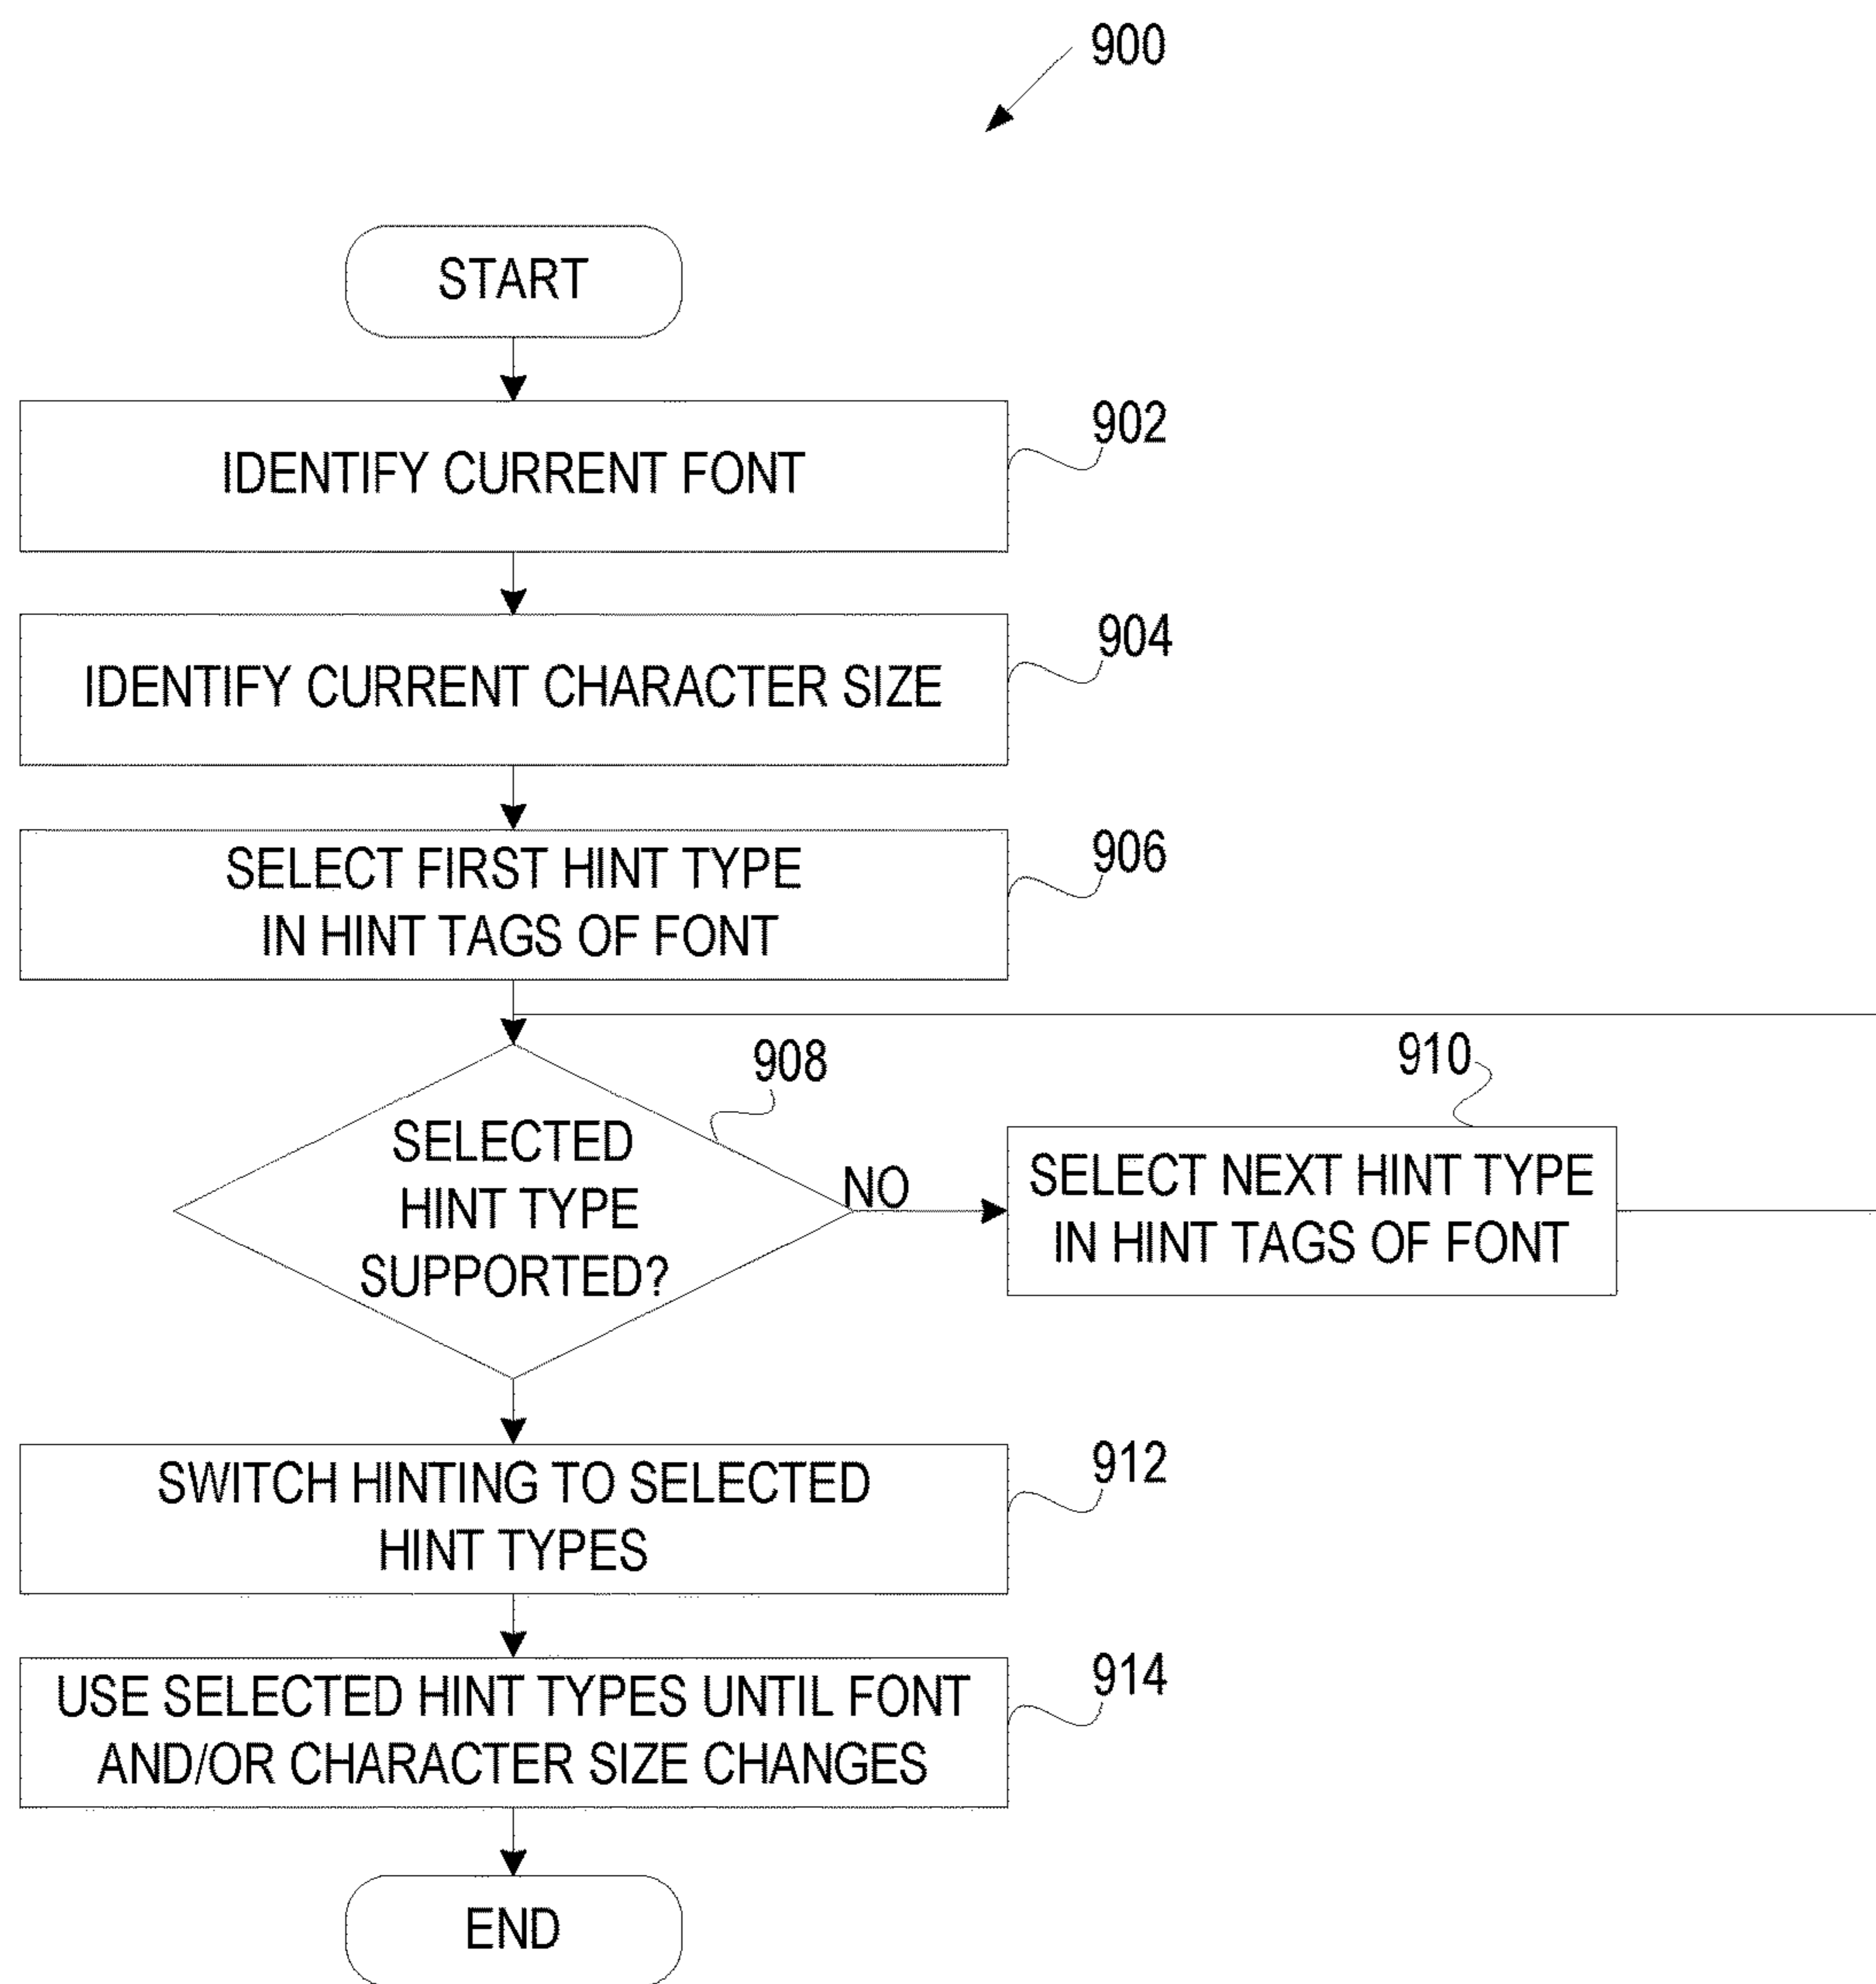 900
START
IDENTIFY CURRENT FONT
902
IDENTIFY CURRENT CHARACTER SIZE
904
SELECT FIRST HINT TYPE
IN HINT TAGS OF FONT
906
SELECTED
HINT TYPE
SUPPORTED?
908
NO
910
SELECT NEXT HINT TYPE
IN HINT TAGS OF FONT
SWITCH HINTING TO SELECTED
HINT TYPES
912
USE SELECTED HINT TYPES UNTIL FONT
AND/OR CHARACTER SIZE CHANGES
914
END